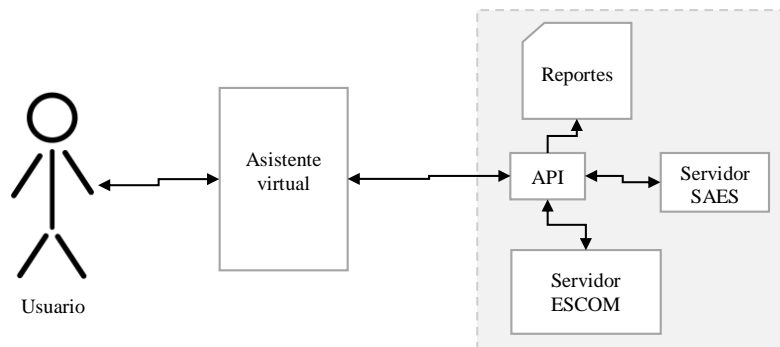 Reportes
Asistente
virtual
API
Servidor
SAES
Servidor
ESCOM
Usuario